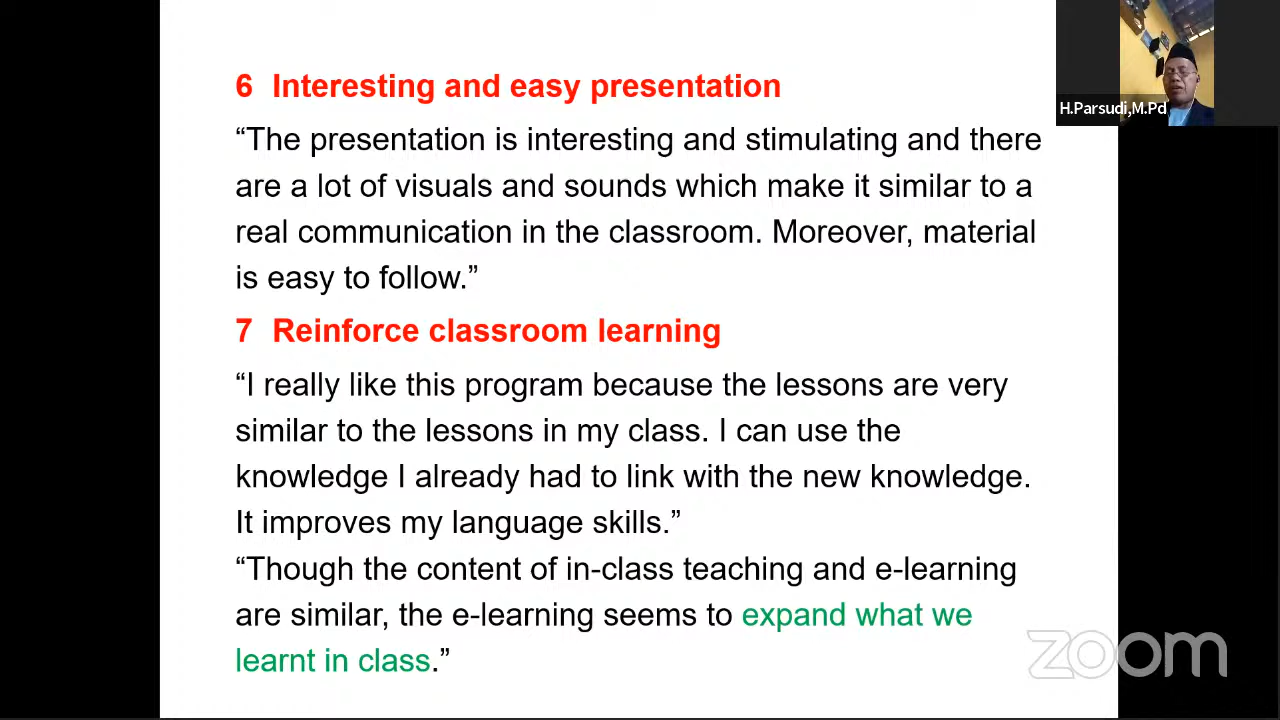 6 Interesting and easy presentation
“The presentation is interesting and stimulating and there
are a lot of visuals and sounds which make it similar to a
real communication in the classroom. Moreover, material
is easy to follow.”
7 Reinforce classroom learning
“I really like this program because the lessons are very
similar to the lessons in my class. I can use the
knowledge I already had to link with the new knowledge.
It improves my language skills.”
“Though the content of in-class teaching and e-learning
are similar, the e-learning seems to expand what we
learnt in class.”
H.Parsudi,M.Pd
zoom